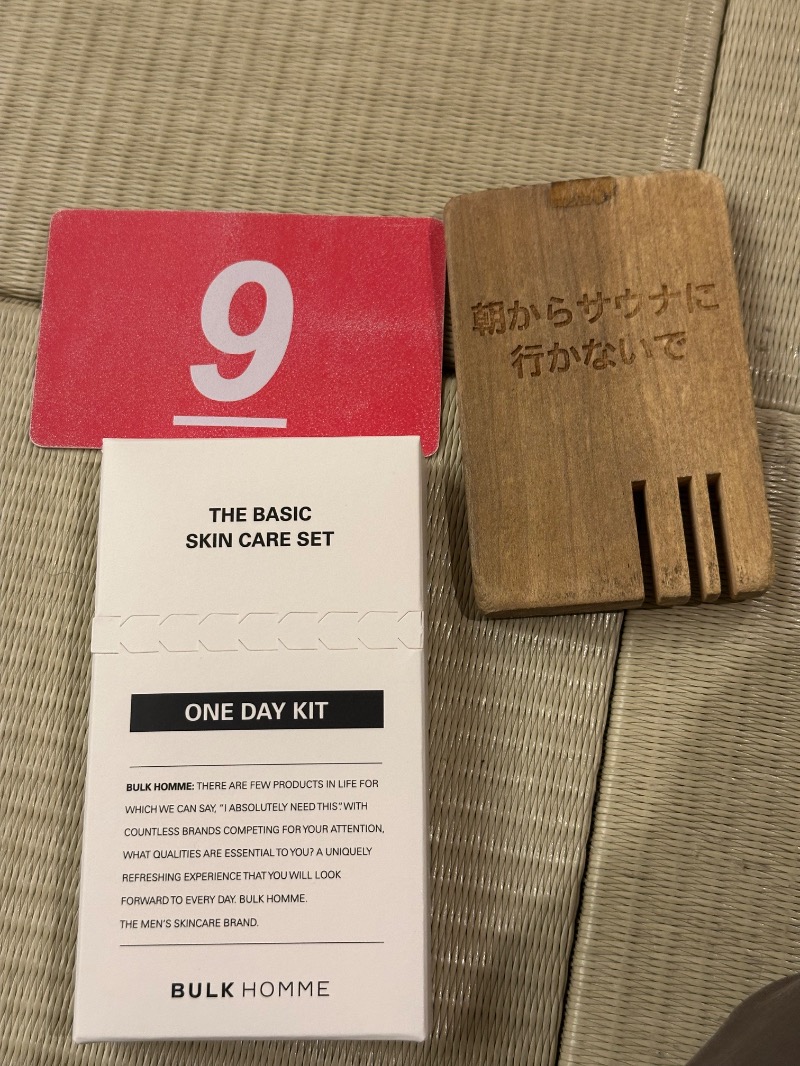 9
朝からサウナに
行かないで
THE BASIC
SKIN CARE SET
ONE DAY KIT
BULK HOMME: THERE ARE FEW PRODUCTS IN LIFE FOR
WHICH WE CAN SAY, "I ABSOLUTELY NEED THIS" WITH
COUNTLESS BRANDS COMPETING FOR YOUR ATTENTION,
WHAT QUALITIES ARE ESSENTIAL TO YOU? A UNIQUELY
REFRESHING EXPERIENCE THAT YOU WILL LOOK
FORWARD TO EVERY DAY. BULK HOMME.
THE MEN'S SKINCARE BRAND.
BULK HOMME